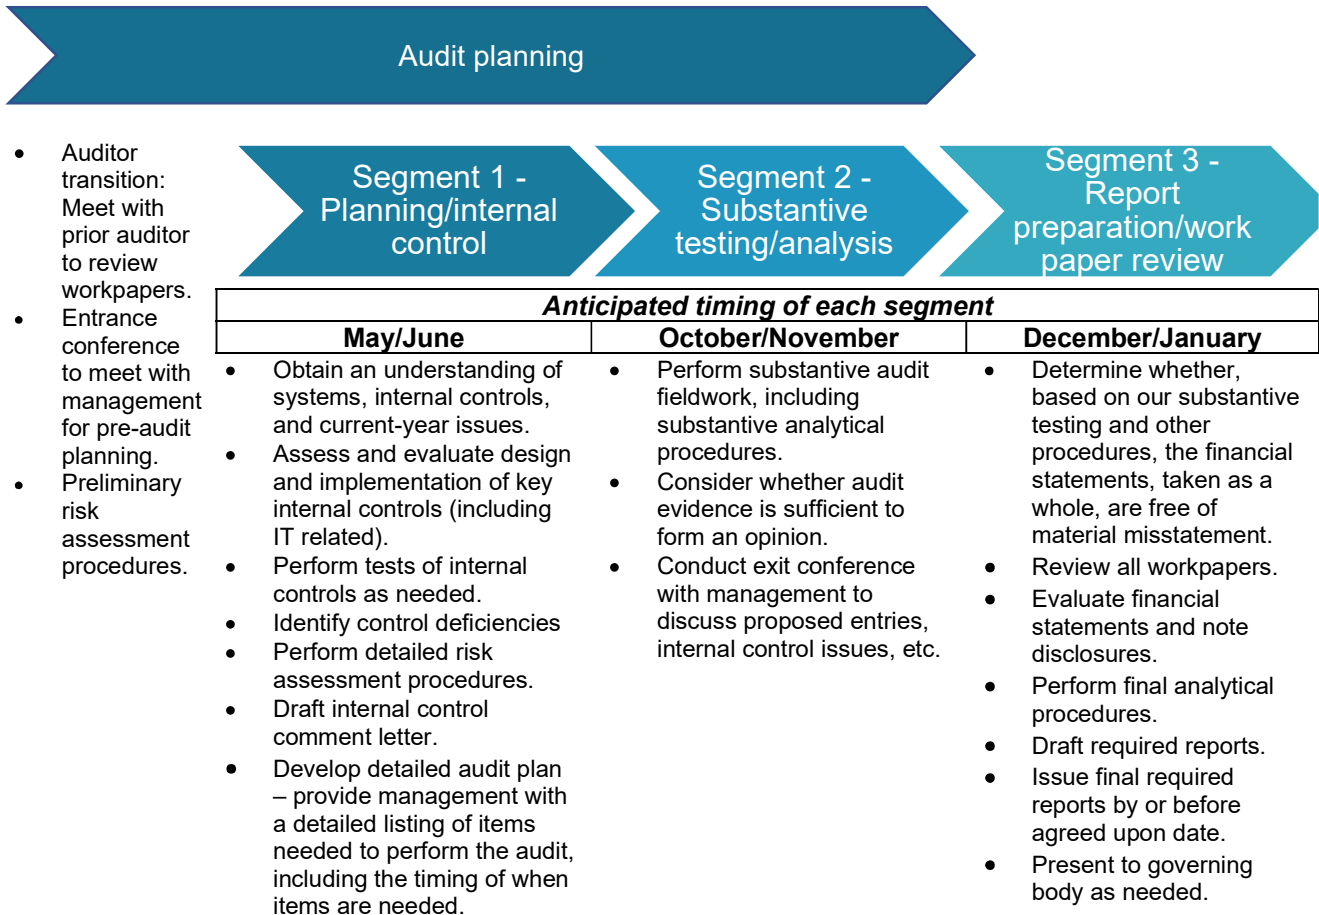 Audit planning
• Auditor
transition:
Meet with
prior auditor
to review
workpapers.
• Entrance
conference
to meet with
management
for pre-audit
planning.
• Preliminary
risk
assessment
procedures.
Segment 1 -
Planning/internal
control
Segment 2 -
Substantive
testing/analysis
Segment 3 -
Report
preparation/work
paper review
Anticipated timing of each segment
May/June
October/November
December/January
• Obtain an understanding of
systems, internal controls,
and current-year issues.
• Assess and evaluate design
and implementation of key
internal controls (including
IT related).
• Perform tests of internal
controls as needed.
• Identify control deficiencies
• Perform detailed risk
assessment procedures.
• Draft internal control
comment letter.
• Develop detailed audit plan
– provide management with
a detailed listing of items
needed to perform the audit,
including the timing of when
items are needed.
• Perform substantive audit
fieldwork, including
substantive analytical
procedures.
• Consider whether audit
evidence is sufficient to
form an opinion.
• Conduct exit conference
with management to
discuss proposed entries,
internal control issues, etc.
• Determine whether,
based on our substantive
testing and other
procedures, the financial
statements, taken as a
whole, are free of
material misstatement.
• Review all workpapers.
• Evaluate financial
statements and note
disclosures.
• Perform final analytical
procedures.
• Draft required reports.
• Issue final required
reports by or before
agreed upon date.
• Present to governing
body as needed.